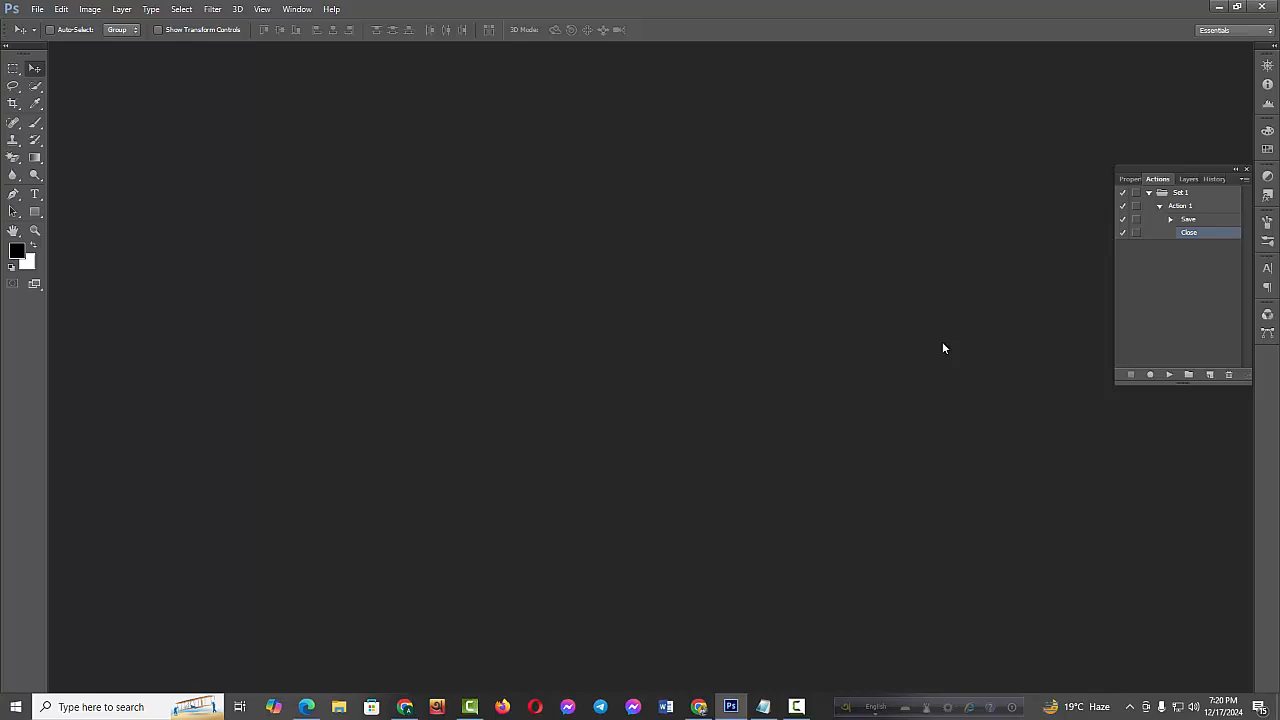 Ps File Edit Image Layer Type Select Filter 3D View Window Help
Auto-Select: Group Show Transform Controls 3D Mode: Essentials
Proper Actions Layers History
Set 1
Action 1
Save
Close
Type here to search
English
19°C Haze
7:20 PM
12/17/2024